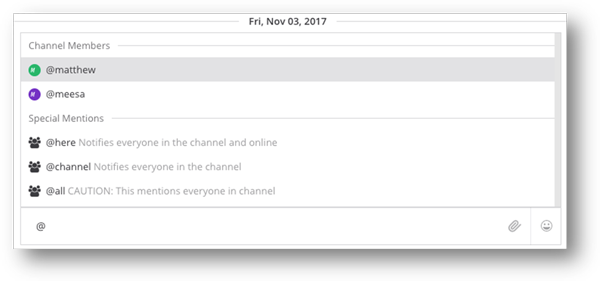 Fri, Nov 03, 2017
Channel Members
@matthew
@meesa
Special Mentions
@here Notifies everyone in the channel and online
@channel Notifies everyone in the channel
@all CAUTION: This mentions everyone in channel
@